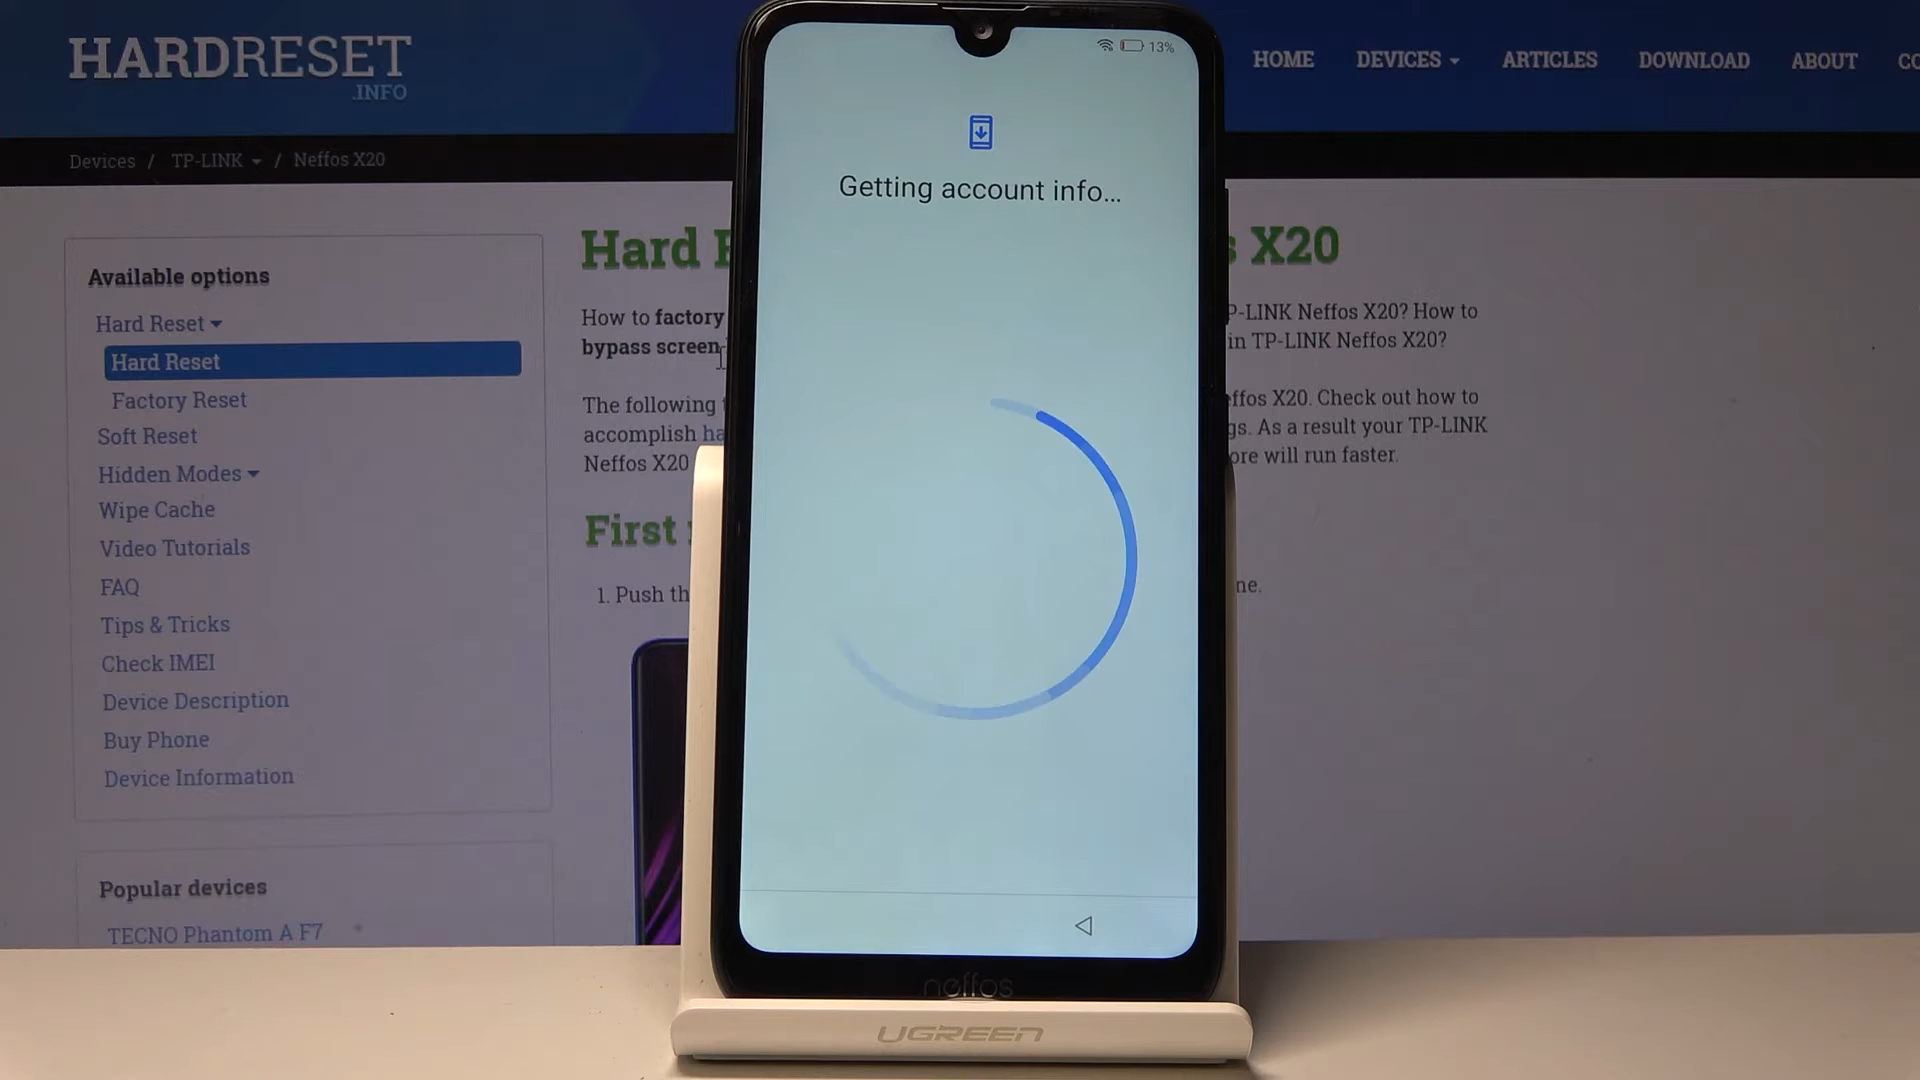 HARDRESET
.INFO
HOME DEVICES ARTICLES DOWNLOAD ABOUT
Devices / TP-LINK / Neffos X20
Available options
Hard Reset
Hard Reset
Factory Reset
Soft Reset
Hidden Modes
Wipe Cache
Video Tutorials
FAQ
Tips & Tricks
Check IMEI
Device Description
Buy Phone
Device Information
Popular devices
TECNO Phantom A F7
Hard
X20
How to factory
P-LINK Neffos X20? How to
bypass screen
in TP-LINK Neffos X20?
The following
effos X20. Check out how to
accomplish ha
gs. As a result your TP-LINK
Neffos X20
ore will run faster.
First
1. Push th
ne.
13%
Getting account info...
neffos
UGREEN